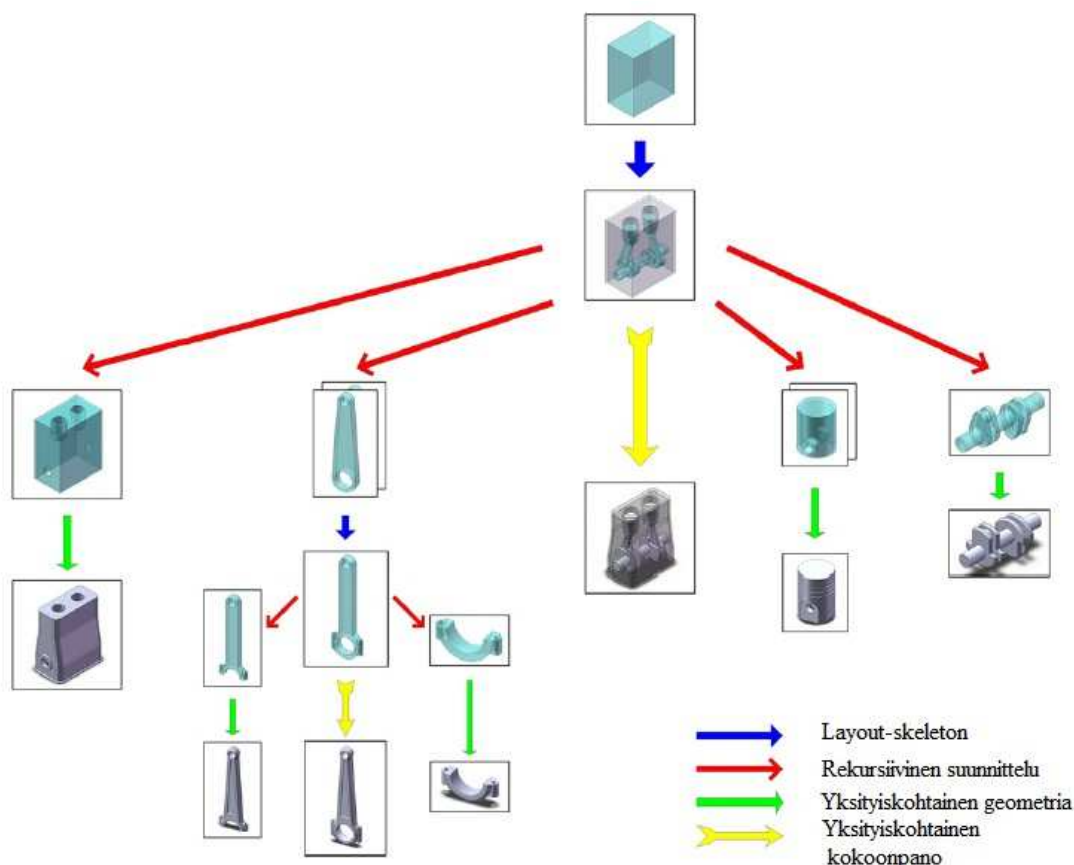 Layout-skeleton
Rekursiivinen suunnittelu
Yksityiskohtainen geometria
Yksityiskohtainen
kokoonpano